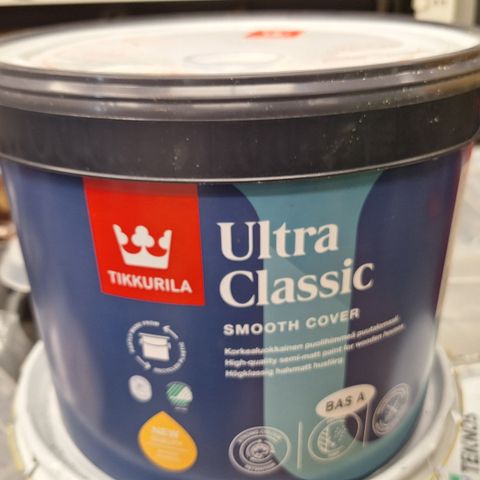 TIKKURILA
Ultra
Classic
SMOOTH COVER
Korkealuokkainen puolihimmeä puutalomaali.
High-quality semi-matt paint for wooden houses.
Högklassig halvmatt husfärg
BAS A
NEW
TEKNOS